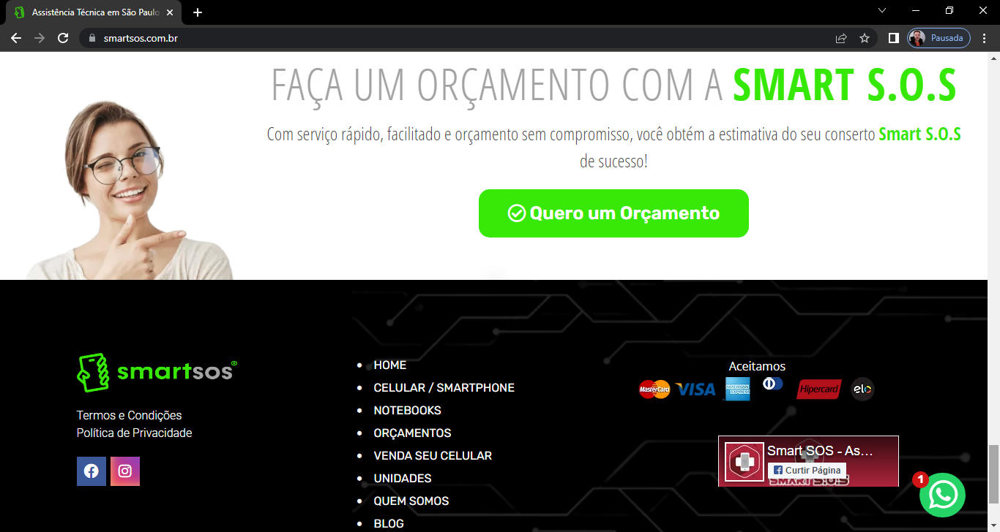 Assistência Técnica em São Paulo
smartsos.com.br
Pausada
FAÇA UM ORÇAMENTO COM A SMART S.O.S
Com serviço rápido, facilitado e orçamento sem compromisso, você obtém a estimativa do seu conserto Smart S.O.S
de sucesso!
Quero um Orçamento
smartsos®
Termos e Condições
Política de Privacidade
HOME
CELULAR / SMARTPHONE
NOTEBOOKS
ORÇAMENTOS
VENDA SEU CELULAR
UNIDADES
QUEM SOMOS
BLOG
Aceitamos
MasterCard VISA AMERICAN EXPRESS Hipercard elo
Smart SOS - As...
Curtir Página
SMART S.O.S
1